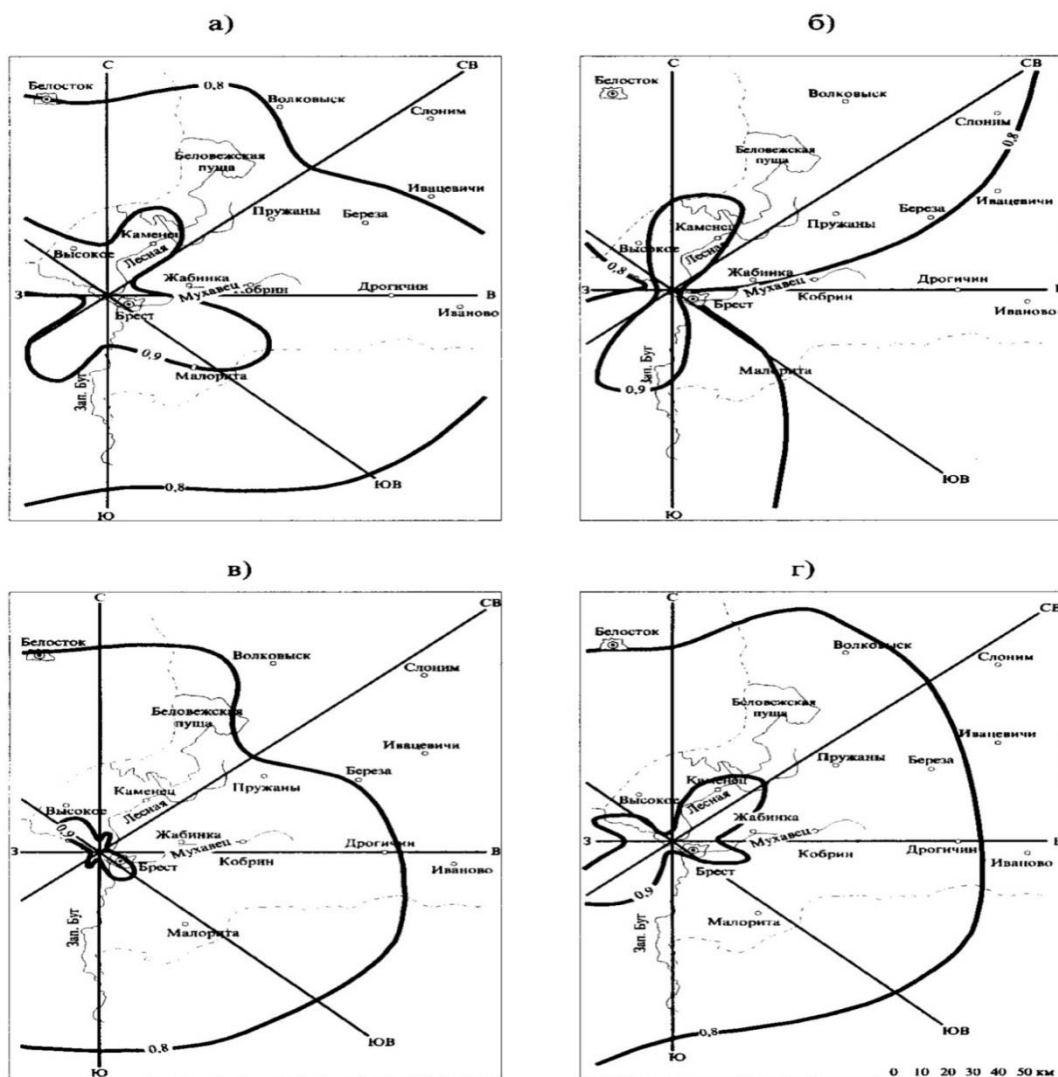 а)
С
СВ
Белосток
0,8
Волковыск
Слоним
Беловежская
пуща
Ивацевичи
Пружаны
Береза
Каменец
Высокое
Лесная
Жабинка
Мухавец
Кобрин
Дрогичин
З
В
Иваново
Брест
0,9
Малорита
Зап. Буг
0,8
ЮВ
Ю
б)
С
СВ
Белосток
Волковыск
Слоним
0,8
Беловежская
пуща
Ивацевичи
Пружаны
Береза
Каменец
Высокое
Лесная
0,8
Жабинка
Мухавец
Дрогичин
З
В
Кобрин
Иваново
Брест
Малорита
Зап. Буг
0,9
ЮВ
Ю
в)
С
СВ
Белосток
Волковыск
Слоним
Беловежская
пуща
Ивацевичи
Пружаны
Береза
Каменец
Высокое
Лесная
0,9
Жабинка
Мухавец
Дрогичин
З
В
Кобрин
Иваново
Брест
Малорита
Зап. Буг
0,8
ЮВ
Ю
г)
С
СВ
Белосток
Волковыск
Слоним
Беловежская
пуща
Ивацевичи
Пружаны
Береза
Каменец
Высокое
Лесная
Жабинка
Мухавец
Дрогичин
З
В
Кобрин
Иваново
Брест
0,9
Малорита
Зап. Буг
0,8
ЮВ
Ю
0 10 20 30 40 50 км